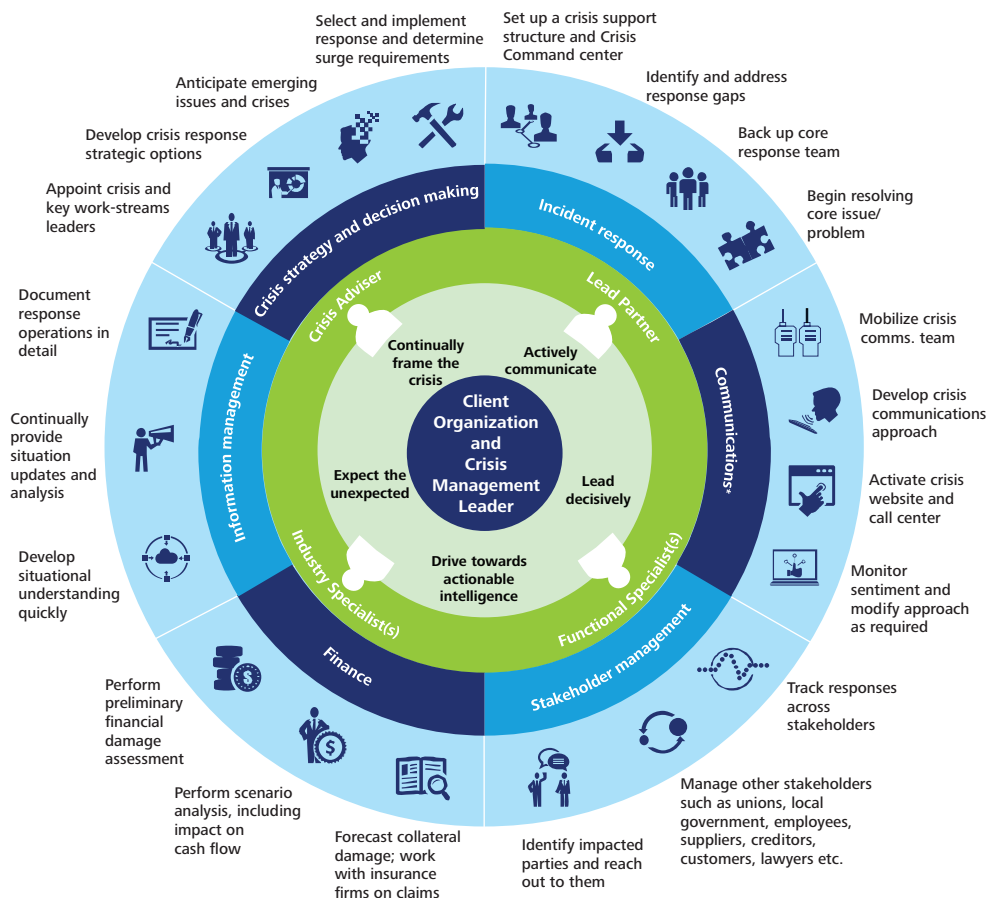 Select and implement
response and determine
surge requirements
Set up a crisis support
structure and Crisis
Command center
Anticipate emerging
issues and crises
Identify and address
response gaps
Develop crisis response
strategic options
Back up core
response team
Appoint crisis and
key work-streams
leaders
Begin resolving
core issue/
problem
Crisis strategy and decision making
Incident response
Crisis Adviser
Lead Partner
Document
response
operations in
detail
Mobilize crisis
comms. team
Continually
frame the
crisis
Actively
communicate
Information management
Communications*
Client
Organization
and
Crisis
Management
Leader
Continually
provide
situation
updates and
analysis
Develop crisis
communications
approach
Expect the
unexpected
Lead
decisively
Activate crisis
website and
call center
Develop
situational
understanding
quickly
Drive towards
actionable
intelligence
Monitor
sentiment and
modify approach
as required
Industry Specialist(s)
Functional Specialist(s)
Finance
Stakeholder management
Perform
preliminary
financial
damage
assessment
$
Track responses
across
stakeholders
Perform scenario
analysis, including
impact on
cash flow
$
Manage other stakeholders
such as unions, local
government, employees,
suppliers, creditors,
customers, lawyers etc.
Forecast collateral
damage; work
with insurance
firms on claims
Identify impacted
parties and reach
out to them